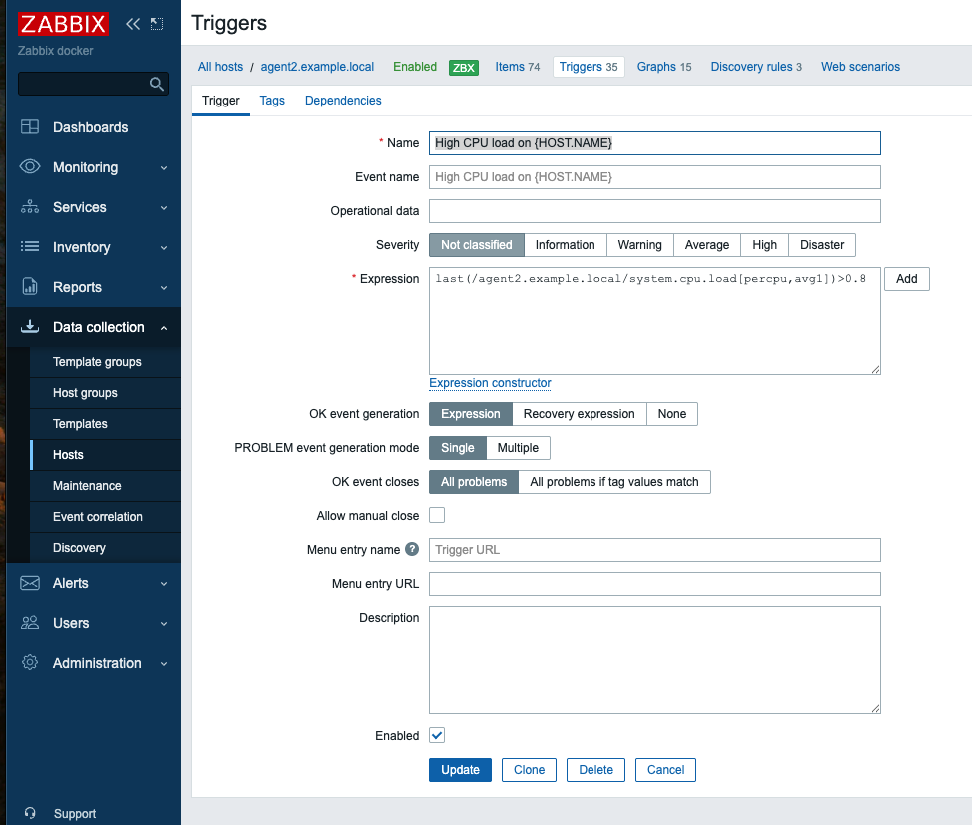 ZABBIX
Zabbix docker
Dashboards
Monitoring
Services
Inventory
Reports
Data collection
Template groups
Host groups
Templates
Hosts
Maintenance
Event correlation
Discovery
Alerts
Users
Administration
Support
Triggers
All hosts / agent2.example.local Enabled ZBX Items 74 Triggers 35 Graphs 15 Discovery rules 3 Web scenarios
Trigger Tags Dependencies
* Name High CPU load on {HOST.NAME}
Event name High CPU load on {HOST.NAME}
Operational data
Severity Not classified Information Warning Average High Disaster
* Expression last(/agent2.example.local/system.cpu.load[percpu,avg1])>0.8 Add
Expression constructor
OK event generation Expression Recovery expression None
PROBLEM event generation mode Single Multiple
OK event closes All problems All problems if tag values match
Allow manual close
Menu entry name ? Trigger URL
Menu entry URL
Description
Enabled
Update Clone Delete Cancel